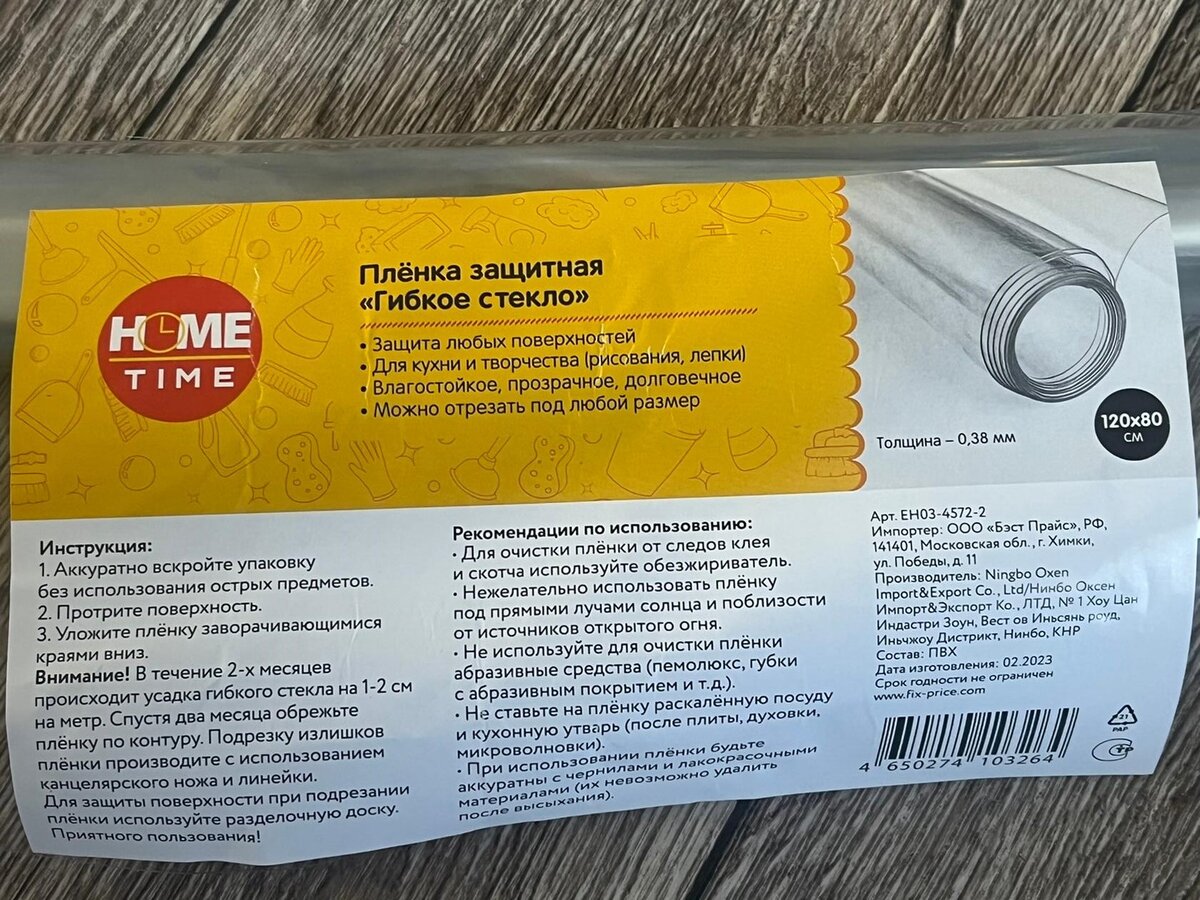 HOME
TIME
Плёнка защитная
«Гибкое стекло»
• Защита любых поверхностей
• Для кухни и творчества (рисования, лепки)
• Влагостойкое, прозрачное, долговечное
• Можно отрезать под любой размер
Толщина – 0,38 мм
120x80
СМ
Инструкция:
1. Аккуратно вскройте упаковку
без использования острых предметов.
2. Протрите поверхность.
3. Уложите плёнку заворачивающимися
краями вниз.
Внимание! В течение 2-х месяцев
происходит усадка гибкого стекла на 1-2 см
на метр. Спустя два месяца обрежьте
плёнку по контуру. Подрезку излишков
плёнки производите с использованием
канцелярского ножа и линейки.
Для защиты поверхности при подрезании
плёнки используйте разделочную доску.
Приятного пользования!
Рекомендации по использованию:
· Для очистки плёнки от следов клея
и скотча используйте обезжириватель.
· Нежелательно использовать плёнку
под прямыми лучами солнца и поблизости
от источников открытого огня.
· Не используйте для очистки плёнки
абразивные средства (пемолюкс, губки
с абразивным покрытием и т.д.).
· Не ставьте на плёнку раскалённую посуду
и кухонную утварь (после плиты, духовки,
микроволновки).
· При использовании плёнки будьте
аккуратны с чернилами и лакокрасочными
материалами (их невозможно удалить
после высыхания).
Арт. EH03-4572-2
Импортер: ООО «Бэст Прайс», РФ,
141401, Московская обл., г. Химки,
ул. Победы, д. 11
Производитель: Ningbo Oxen
Import&Export Co., Ltd/Нинбо Оксен
Импорт&Экспорт Ко., ЛТД, № 1 Хоу Цан
Индастри Зоун, Вест ов Иньсянь роуд,
Иньчжоу Дистрикт, Нинбо, КНР
Состав: ПВХ
Дата изготовления: 02.2023
Срок годности не ограничен
www.fix-price.com
4 650274 103264
21
PAP